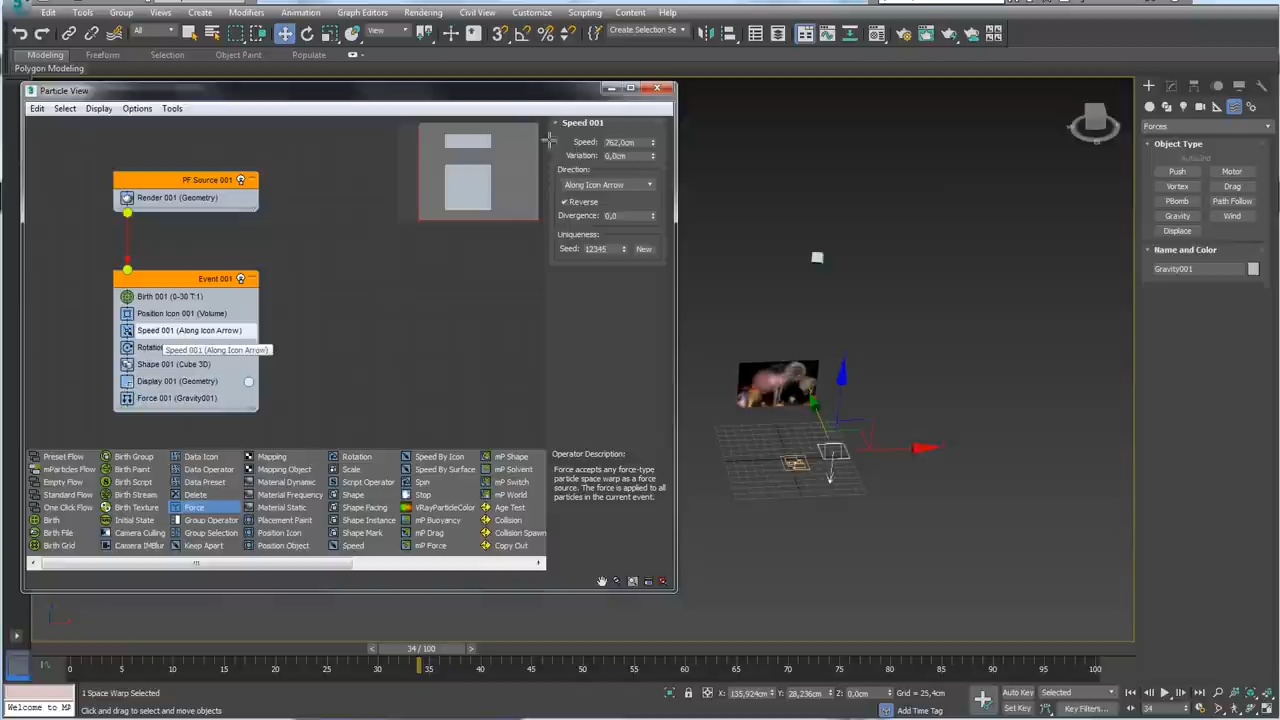 Edit Tools Group Views Create Modifiers Animation Graph Editors Rendering Civil View Customize Scripting Content Help
All View Create Selection Se
Modeling Freeform Selection Object Paint Populate
Polygon Modeling
Particle View
Edit Select Display Options Tools
PF Source 001
Render 001 (Geometry)
Event 001
Birth 001 (0-30 T:1)
Position Icon 001 (Volume)
Speed 001 (Along Icon Arrow)
Speed 001 (Along Icon Arrow)
Shape 001 (Cube 3D)
Display 001 (Geometry)
Force 001 (Gravity001)
Speed 001
Speed: 762,0cm
Variation: 0,0cm
Direction:
Along Icon Arrow
Reverse
Divergence: 0,0
Uniqueness:
Seed: 12345 New
Preset Flow Birth Group Data Icon Mapping Rotation Speed By Icon mP Shape
mParticles Flow Birth Paint Data Operator Mapping Object Scale Speed By Surface mP Solvent
Empty Flow Birth Script Data Preset Material Dynamic Script Operator Spin mP Switch
Standard Flow Birth Stream Delete Material Frequency Shape Stop mP World
One Click Flow Birth Texture Force Material Static Shape Facing VRayParticleColor Age Test
Birth Initial State Group Operator Placement Paint Shape Instance mP Buoyancy Collision
Birth File Camera Culling Group Selection Position Icon Shape Mark mP Drag Collision Spawn
Birth Grid Camera IMBlur Keep Apart Position Object Speed mP Force Copy Out
Operator Description:
Force accepts any force-type
particle space warp as a force
source. The force is applied to all
particles in the current event.
Forces
Object Type
AutoGrid
Push Motor
Vortex Drag
PBomb Path Follow
Gravity Wind
Displace
Name and Color
Gravity001
< 34 / 100 >
0 5 10 15 20 25 30 35 40 45 50 55 60 65 70 75 80 85 90 95 100
1 Space Warp Selected X: 135,924cm Y: 28,236cm Z: 0,0cm Grid = 25,4cm Auto Key Selected
Welcome to MA Click and drag to select and move objects Add Time Tag Set Key Key Filters... 34